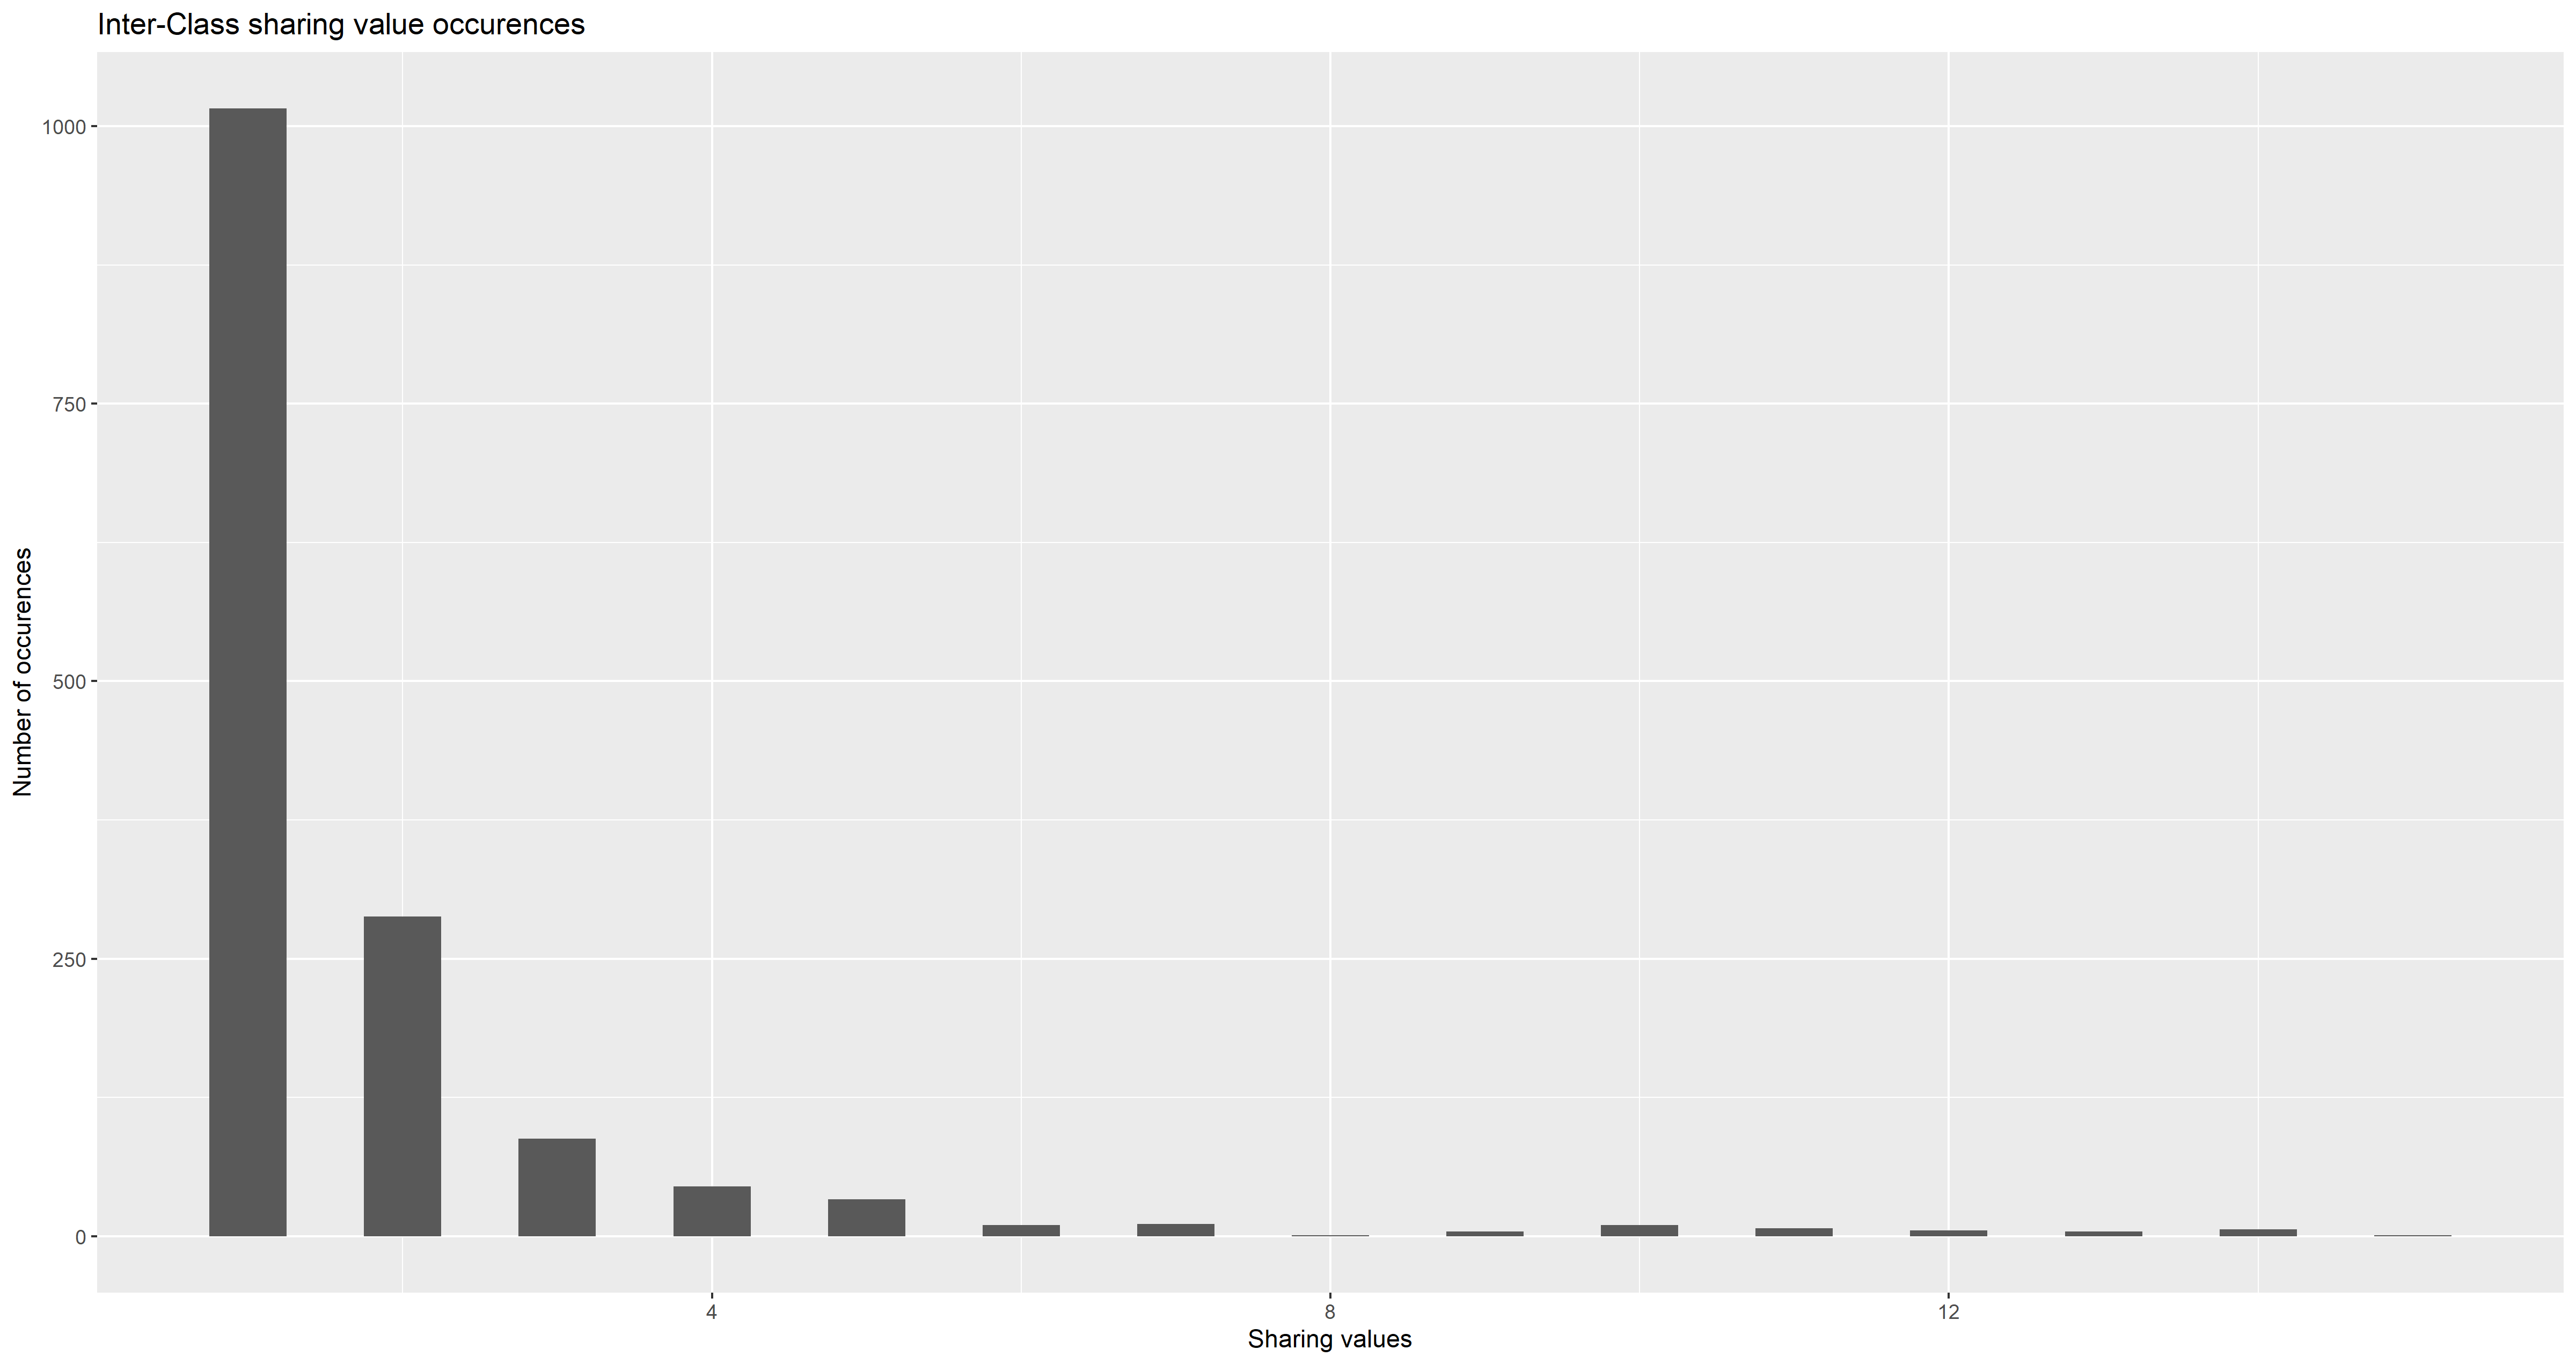 Inter-Class sharing value occurences
1000
750
500
250
0
Number of occurences
4 8 12
Sharing values